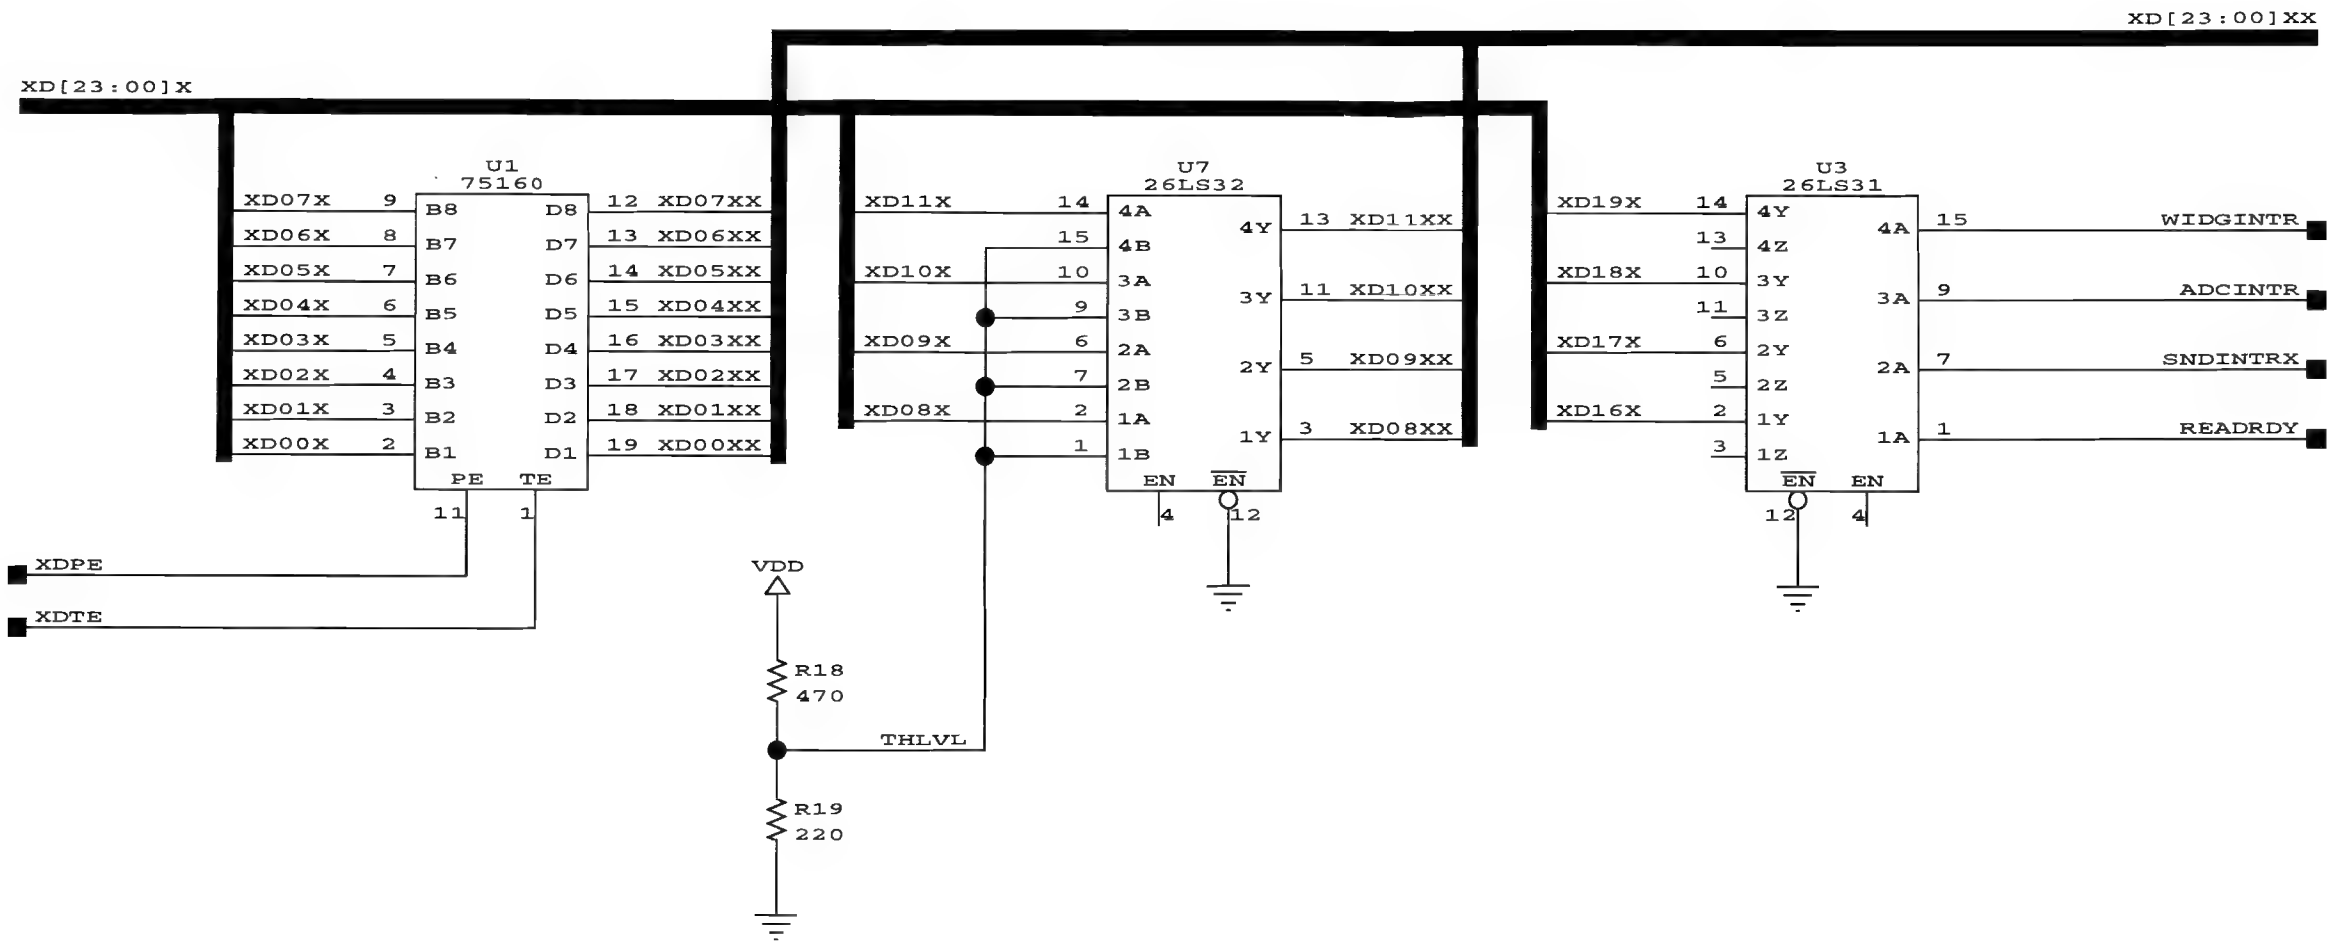 XD[23:00]XX
XD[23:00]X
U1
75160
XD07X 9 B8 D8 12 XD07XX
XD06X 8 B7 D7 13 XD06XX
XD05X 7 B6 D6 14 XD05XX
XD04X 6 B5 D5 15 XD04XX
XD03X 5 B4 D4 16 XD03XX
XD02X 4 B3 D3 17 XD02XX
XD01X 3 B2 D2 18 XD01XX
XD00X 2 B1 D1 19 XD00XX
PE TE
11 1
XDPE
XDTE
U7
26LS32
XD11X 14 4A
4Y 13 XD11XX
15 4B
XD10X 10 3A
3Y 11 XD10XX
9 3B
XD09X 6 2A
2Y 5 XD09XX
7 2B
XD08X 2 1A
1Y 3 XD08XX
1 1B
EN EN
4 12
VDD
R18
470
THLVL
R19
220
U3
26LS31
XD19X 14 4Y
4A 15 WIDGINTR
13 4Z
XD18X 10 3Y
3A 9 ADCINTR
11 3Z
XD17X 6 2Y
2A 7 SNDINTRX
5 2Z
XD16X 2 1Y
1A 1 READRDY
3 1Z
EN EN
12 4